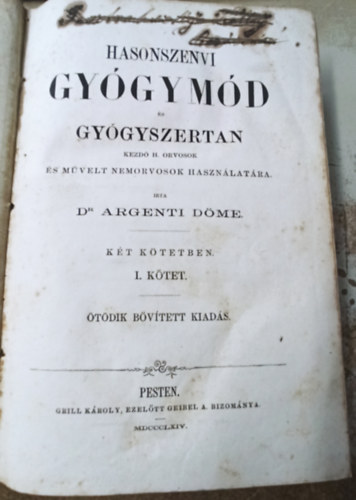 HASONSZENVI
GYÓGYMÓD
ÉS
GYÓGYSZERTAN
KEZDŐ H. ORVOSOK
ÉS MŰVELT NEMORVOSOK HASZNÁLATÁRA.
IRTA
DR ARGENTI DÖME.
KÉT KÖTETBEN.
I. KÖTET.
ÖTÖDIK BŐVÍTETT KIADÁS.
PESTEN.
GRILL KÁROLY, EZELŐTT GEIBEL A. BIZOMÁNYA.
MDCCCLXIV.